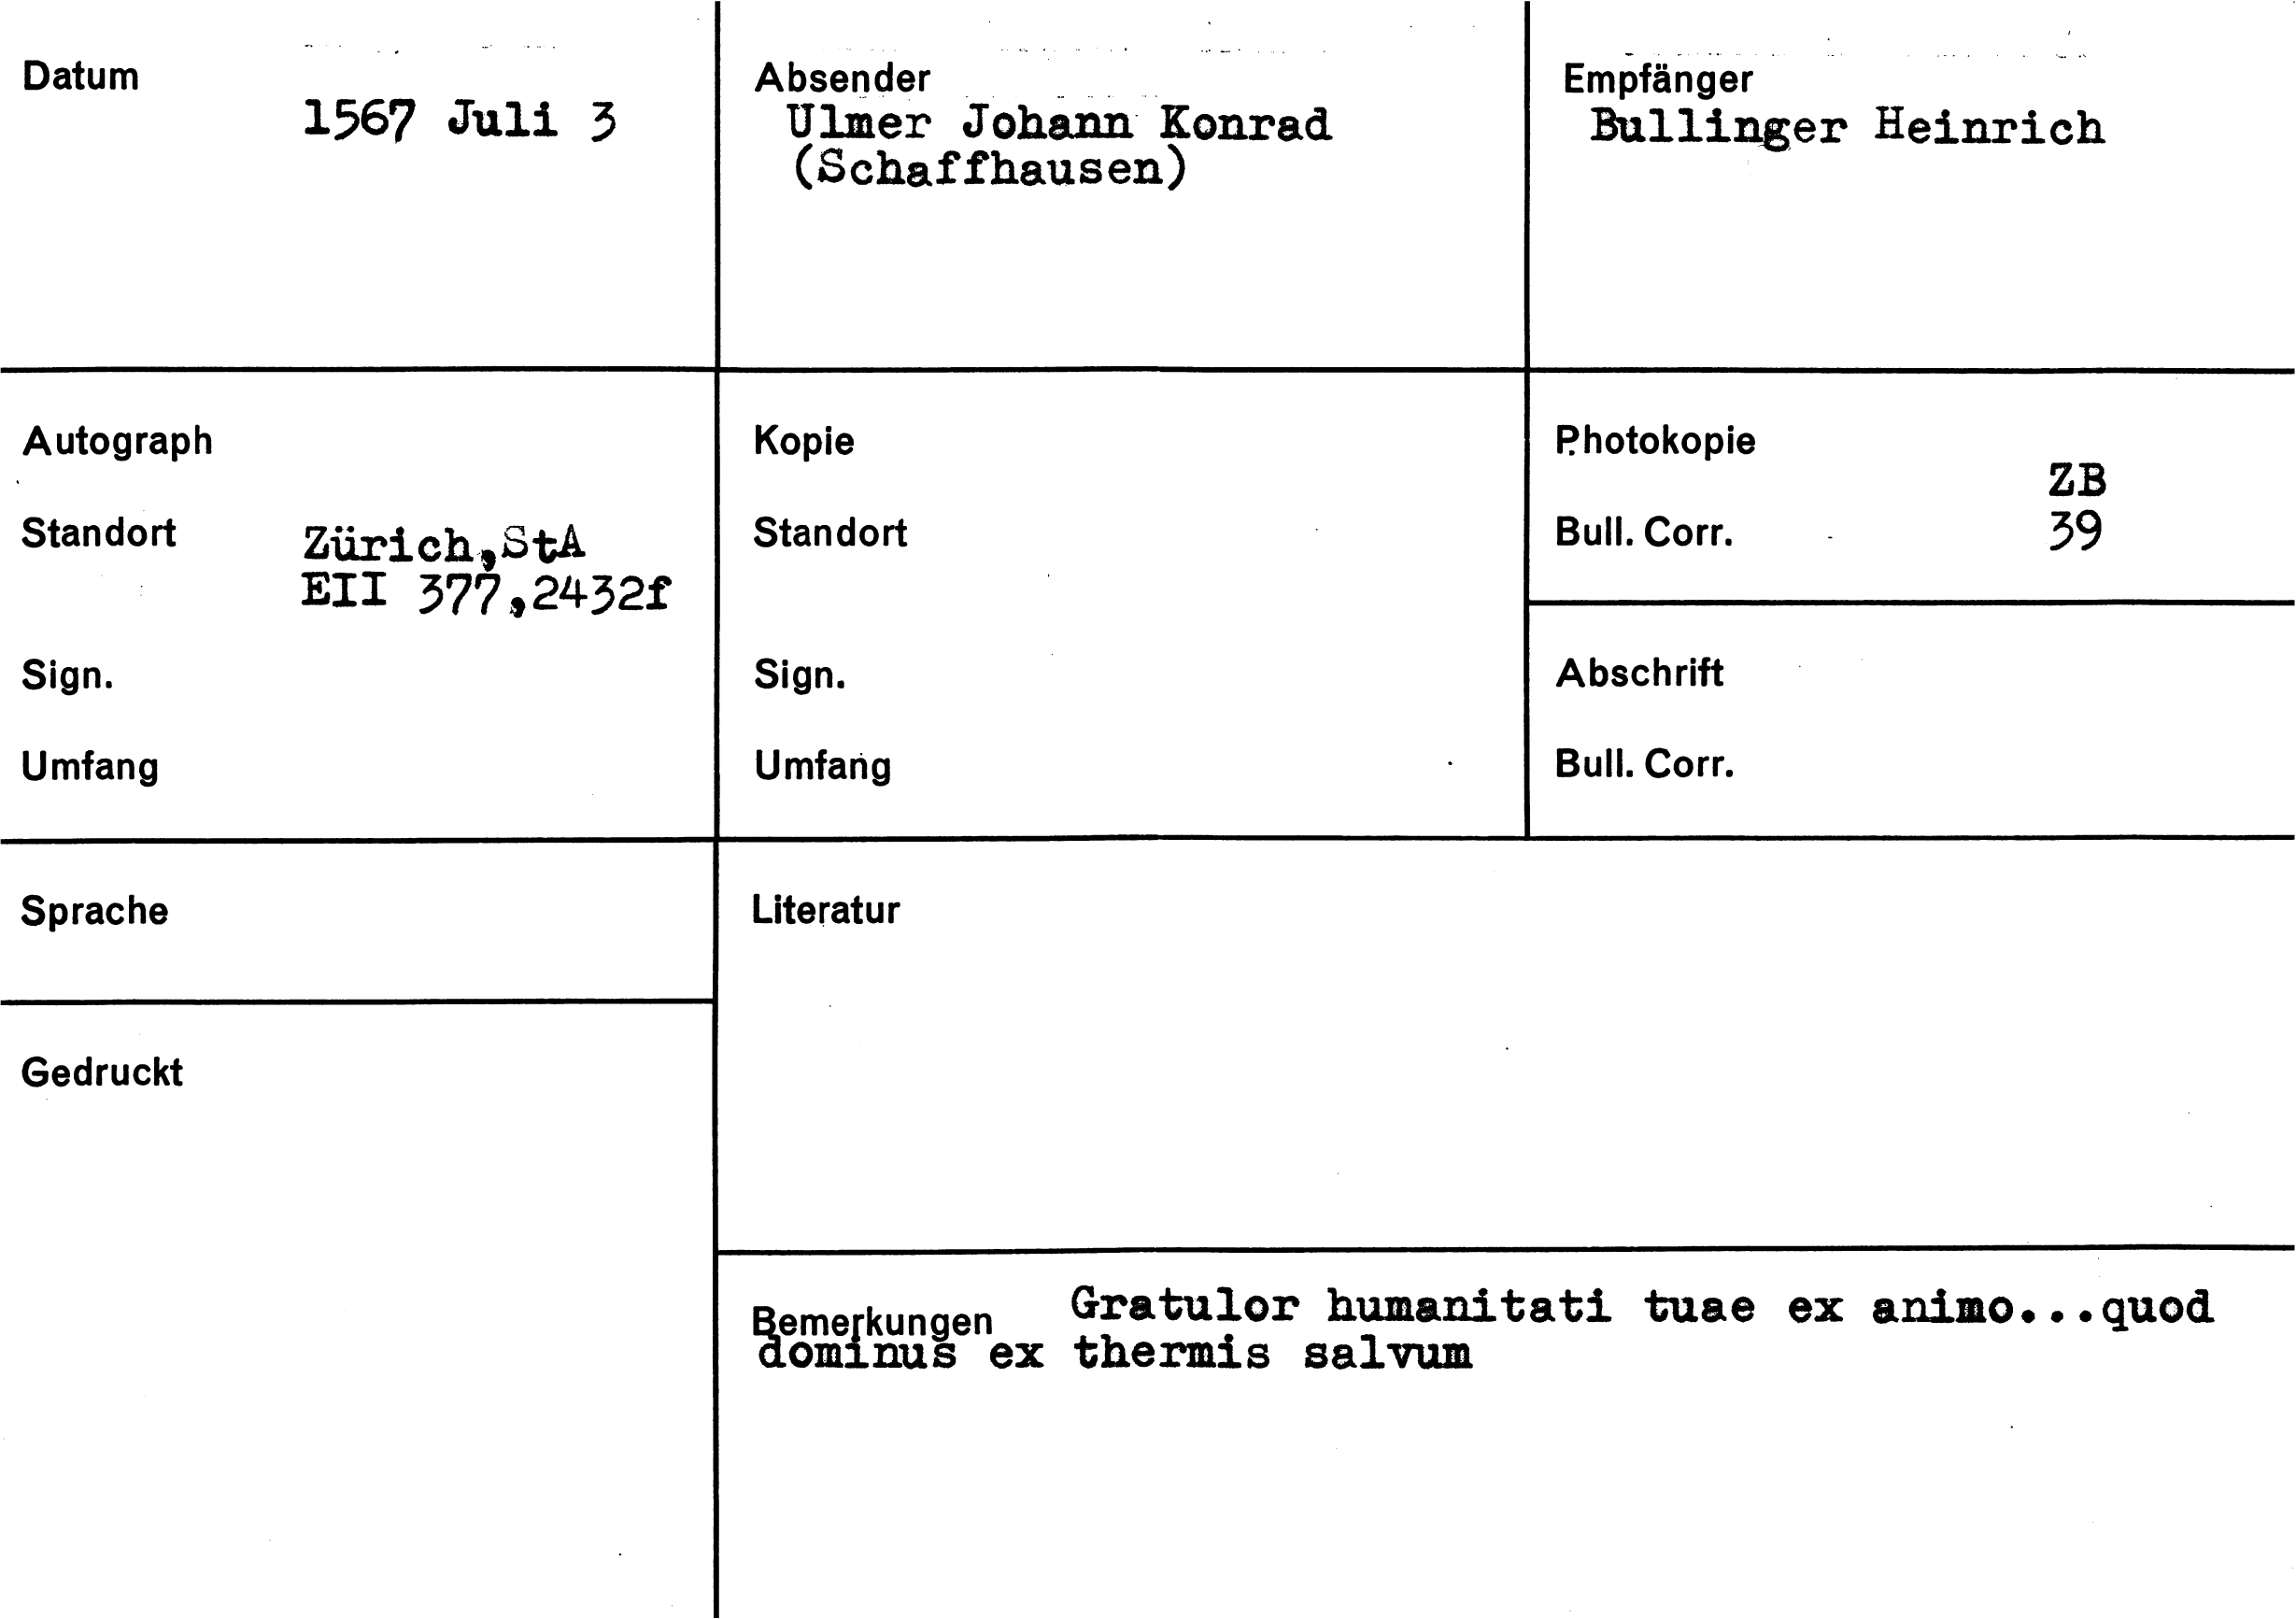 Datum
1567 Juli 3
Absender
Ulmer Johann Konrad
(Schaffhausen)
Empfänger
Bullinger Heinrich
Autograph
Standort
Zürich,StA
EII 377,2432f
Sign.
Umfang
Kopie
Standort
Sign.
Umfang
Photokopie
ZB
Bull. Corr. 39
Abschrift
Bull. Corr.
Sprache
Gedruckt
Literatur
Bemerkungen Gratulor humanitati tuae ex animo...quod
dominus ex thermis salvum